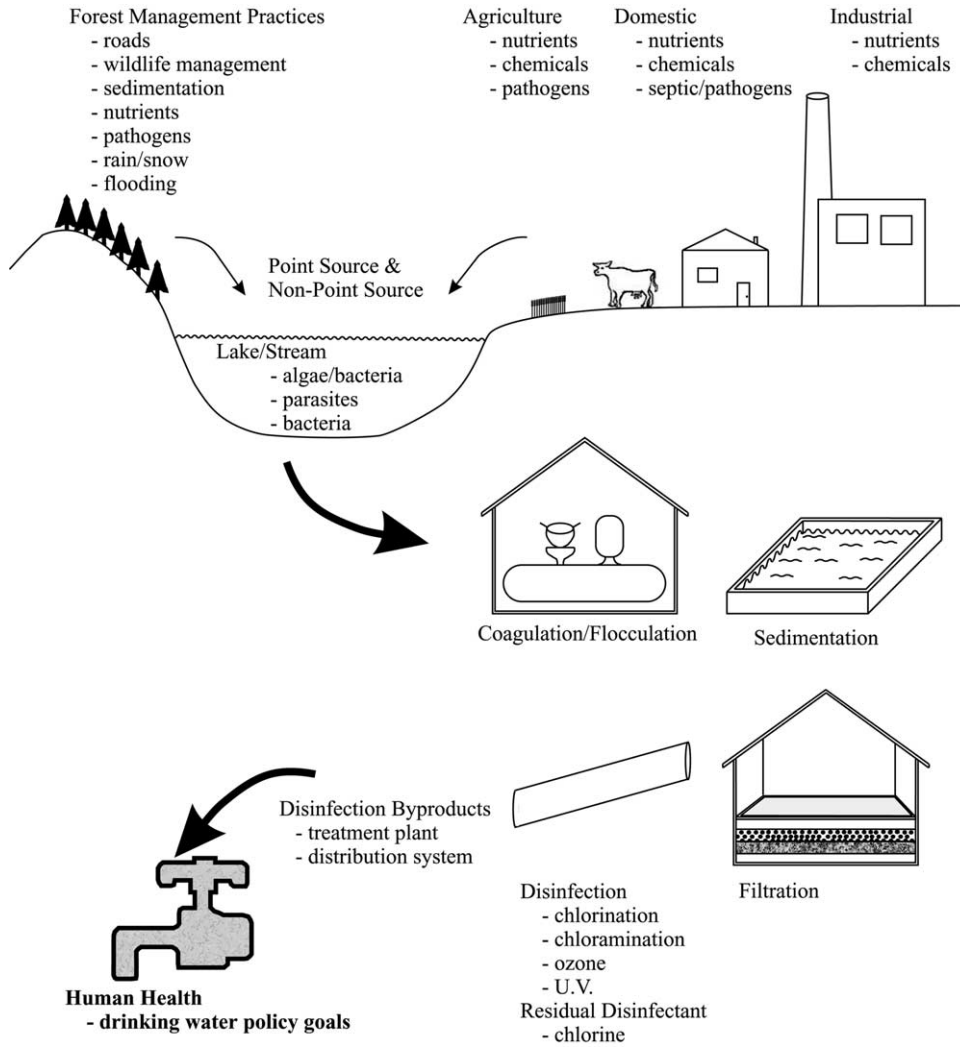 Forest Management Practices
- roads
- wildlife management
- sedimentation
- nutrients
- pathogens
- rain/snow
- flooding
Agriculture
- nutrients
- chemicals
- pathogens
Domestic
- nutrients
- chemicals
- septic/pathogens
Industrial
- nutrients
- chemicals
Point Source &
Non-Point Source
Lake/Stream
- algae/bacteria
- parasites
- bacteria
Coagulation/Flocculation
Sedimentation
Filtration
Disinfection
- chlorination
- chloramination
- ozone
- U.V.
Residual Disinfectant
- chlorine
Disinfection Byproducts
- treatment plant
- distribution system
Human Health
- drinking water policy goals